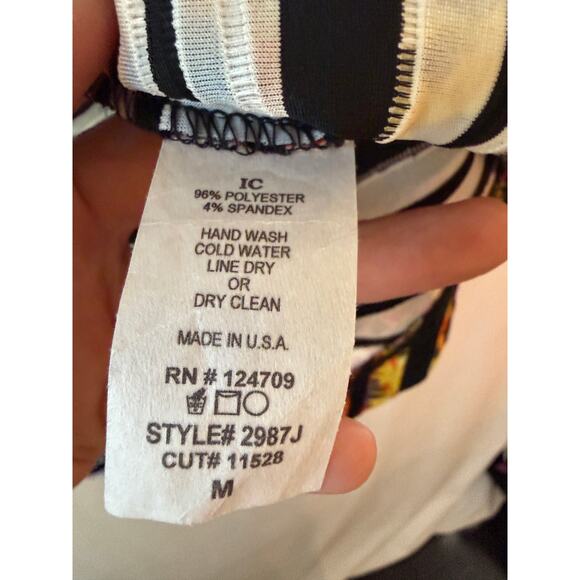 IC
96% POLYESTER
4% SPANDEX
HAND WASH
COLD WATER
LINE DRY
OR
DRY CLEAN
MADE IN U.S.A.
RN # 124709
STYLE# 2987J
CUT# 11528
M